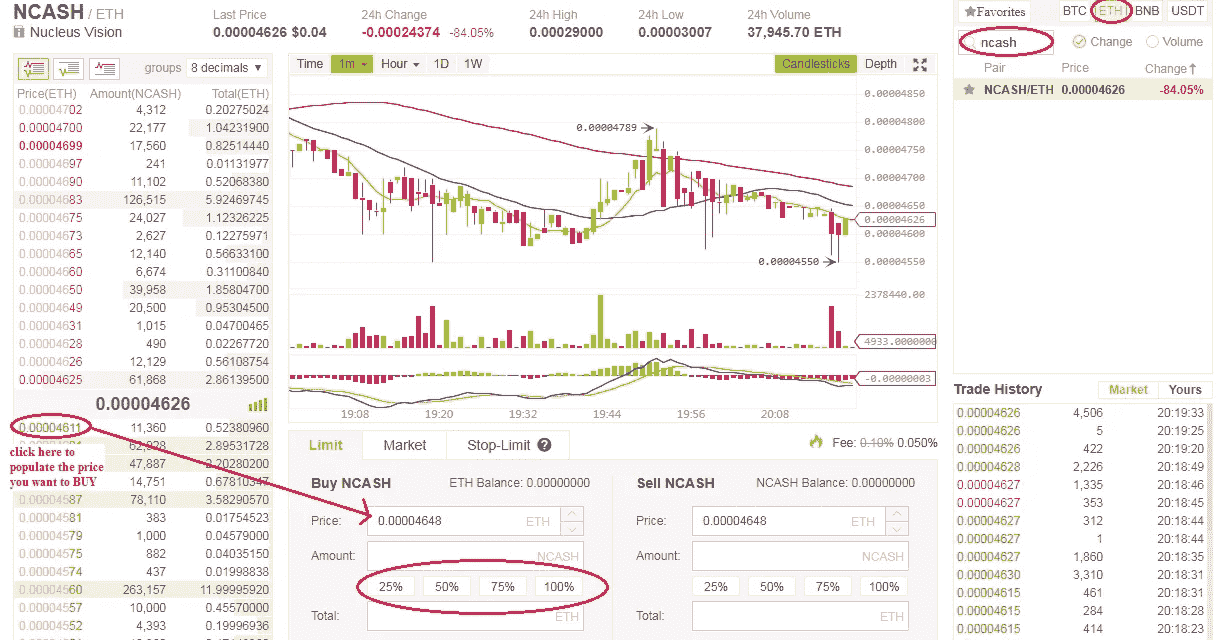 NCASH / ETH
Nucleus Vision
Last Price
0.00004626 $0.04
24h Change
-0.00024374 -84.05%
24h High
0.00029000
24h Low
0.00003007
24h Volume
37,945.70 ETH
groups 8 decimals
Price(ETH) Amount(NCASH) Total(ETH)
0.00004702 4,312 0.20275024
0.00004700 22,177 1.04231900
0.00004699 17,560 0.82514440
0.00004697 241 0.01131977
0.00004690 11,102 0.52068380
0.00004683 126,515 5.92469745
0.00004675 24,027 1.12326225
0.00004673 2,627 0.12275971
0.00004665 12,140 0.56633100
0.00004660 6,674 0.31100840
0.00004650 39,958 1.85804700
0.00004649 20,500 0.95304500
0.00004631 1,015 0.04700465
0.00004628 490 0.02267720
0.00004626 12,129 0.56108754
0.00004625 61,868 2.86139500
0.00004626
0.00004611 11,360 0.52380960
2.89531728
47,887 2.20280200
14,751
click here to
populate the price
you want to BUY
0.00004587 78,110 3.58290570
0.00004581 383 0.01754523
0.00004579 1,000 0.04579000
0.00004575 882 0.04035150
0.00004574 437 0.01998838
0.00004560 263,157 11.99995920
0.00004557 10,000 0.45570000
0.00004552 4,393 0.19996936
Time 1m Hour 1D 1W
Candlesticks Depth
0.00004789
0.00004550
0.00004850
0.00004800
0.00004750
0.00004700
0.00004650
0.00004626
0.00004600
0.00004550
2378440.00
4933.0000000
-0.00000003
19:08 19:20 19:32 19:44 19:56 20:08
Limit Market Stop-Limit ?
Fee: 0.10% 0.050%
Buy NCASH ETH Balance: 0.00000000
Price: 0.00004648 ETH
Amount: NCASH
25% 50% 75% 100%
Total: ETH
Sell NCASH NCASH Balance: 0.00000000
Price: 0.00004648 ETH
Amount: NCASH
25% 50% 75% 100%
Total: ETH
Favorites BTC ETH BNB USDT
ncash Change Volume
Pair Price Change
NCASH/ETH 0.00004626 -84.05%
Trade History Market Yours
0.00004626 4,506 20:19:33
0.00004626 5 20:19:25
0.00004626 422 20:19:20
0.00004628 2,226 20:18:49
0.00004627 1,335 20:18:46
0.00004627 353 20:18:45
0.00004627 312 20:18:44
0.00004627 1 20:18:44
0.00004627 1,860 20:18:35
0.00004630 3,310 20:18:31
0.00004615 461 20:18:31
0.00004615 284 20:18:28
0.00004615 414 20:18:23